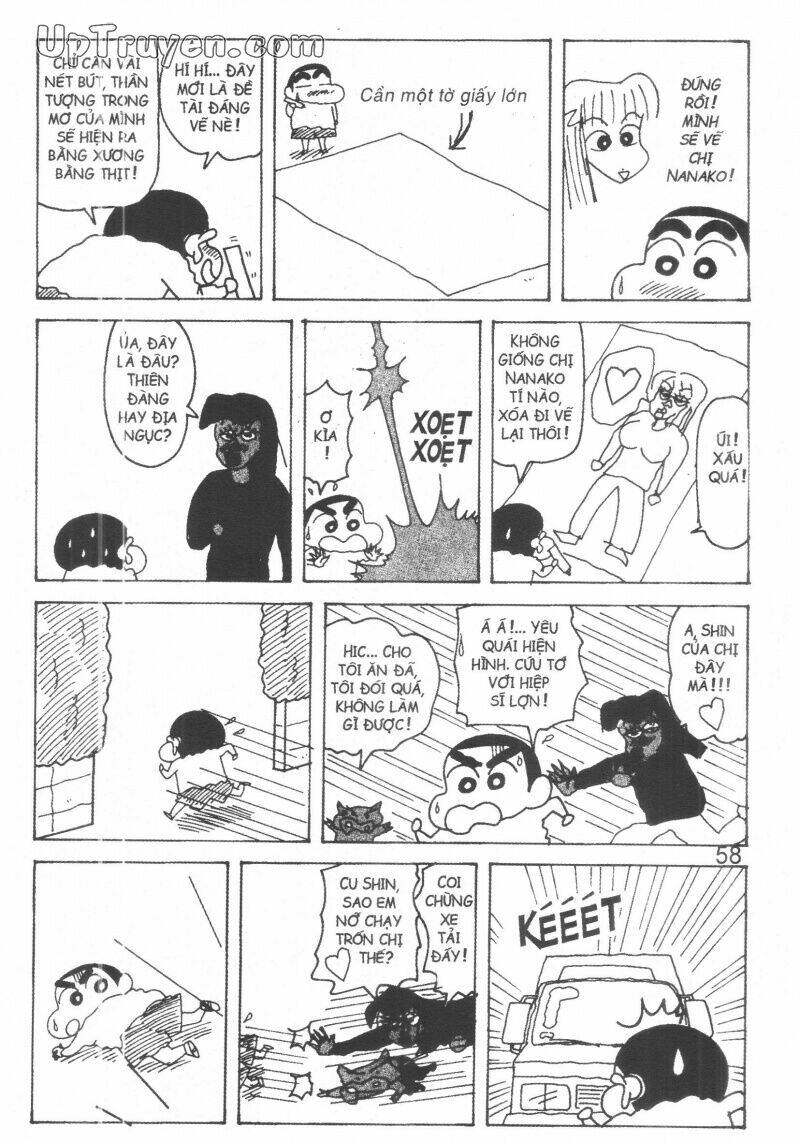 UpTruyen.com
ĐÚNG
RỒI!
MÌNH
SẼ VẼ
CHỊ
NANAKO!
Cần một tờ giấy lớn
HÍ HÍ... ĐÂY
MỚI LÀ ĐỀ
TÀI ĐÁNG
VẼ NÈ!
CHỈ CẦN VÀI
NÉT BÚT, THẦN
TƯỢNG TRONG
MƠ CỦA MÌNH
SẼ HIỆN RA
BẰNG XƯƠNG
BẰNG THỊT!
ÚI!
XẤU
QUÁ!
KHÔNG
GIỐNG CHỊ
NANAKO
TÍ NÀO,
XÓA ĐI VẼ
LẠI THÔI!
XOẸT
XOẸT
Ơ
KÌA
!
ỦA, ĐÂY
LÀ ĐÂU?
THIÊN
ĐÀNG
HAY ĐỊA
NGỤC?
A, SHIN
CỦA CHỊ
ĐÂY
MÀ!!!
Á Á!... YÊU
QUÁI HIỆN
HÌNH. CỨU TỚ
VỚI HIỆP
SĨ LỢN!
HIC... CHO
TÔI ĂN ĐÃ,
TÔI ĐÓI QUÁ,
KHÔNG LÀM
GÌ ĐƯỢC!
58
KÉÉÉT
COI
CHỪNG
XE
TẢI
ĐẤY!
CU SHIN,
SAO EM
NỠ CHẠY
TRỐN CHỊ
THẾ?